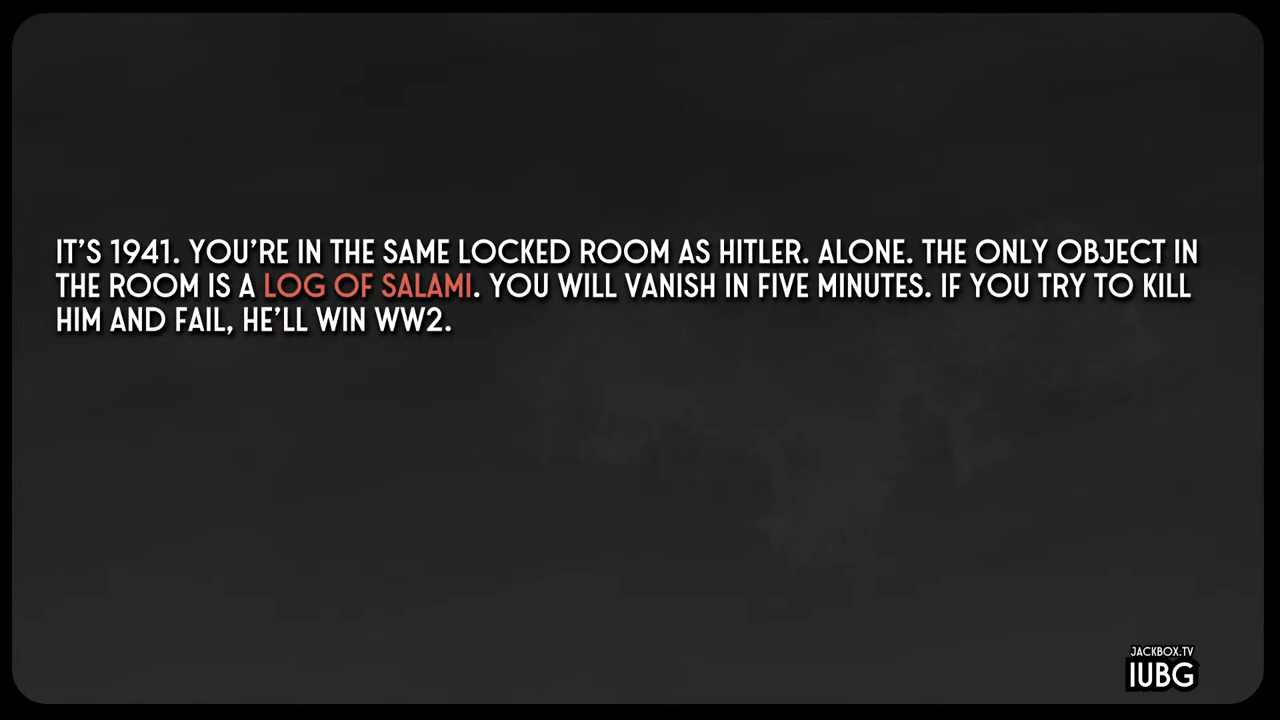 IT'S 1941. YOU'RE IN THE SAME LOCKED ROOM AS HITLER. ALONE. THE ONLY OBJECT IN
THE ROOM IS A LOG OF SALAMI. YOU WILL VANISH IN FIVE MINUTES. IF YOU TRY TO KILL
HIM AND FAIL, HE'LL WIN WW2.
JACKBOX.TV
IUBG